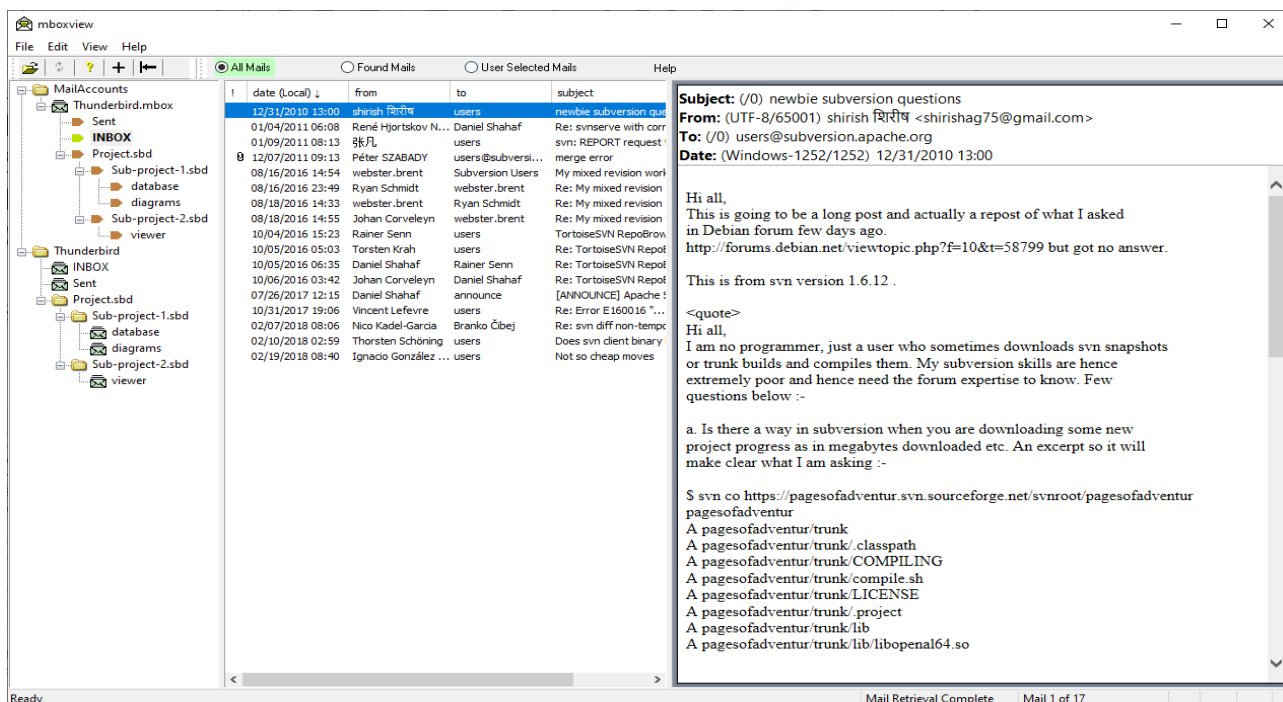 mboxview
File Edit View Help
? All Mails Found Mails User Selected Mails Help
MailAccounts
Thunderbird.mbox
Sent
INBOX
Project.sbd
Sub-project-1.sbd
database
diagrams
Sub-project-2.sbd
viewer
Thunderbird
INBOX
Sent
Project.sbd
Sub-project-1.sbd
database
diagrams
Sub-project-2.sbd
viewer
! date (Local) ↓ from to subject
12/31/2010 13:00 shirish शिरीष users newbie subversion que
01/04/2011 06:08 René Hjortskov N... Daniel Shahaf Re: svnserve with corr
01/09/2011 08:13 张凡 users svn: REPORT request
12/07/2011 09:13 Péter SZABADY users@subversi... merge error
08/16/2016 14:54 webster.brent Subversion Users My mixed revision work
08/16/2016 23:49 Ryan Schmidt webster.brent Re: My mixed revision
08/18/2016 14:33 webster.brent Ryan Schmidt Re: My mixed revision
08/18/2016 14:55 Johan Corveleyn webster.brent Re: My mixed revision
10/04/2016 15:23 Rainer Senn users TortoiseSVN RepoBrow
10/05/2016 05:03 Torsten Krah users Re: TortoiseSVN RepoB
10/05/2016 06:35 Daniel Shahaf Rainer Senn Re: TortoiseSVN RepoB
10/06/2016 03:42 Johan Corveleyn Daniel Shahaf Re: TortoiseSVN RepoB
07/26/2017 12:15 Daniel Shahaf announce [ANNOUNCE] Apache S
10/31/2017 19:06 Vincent Lefevre users Re: Error E160016 "...
02/07/2018 08:06 Nico Kadel-Garcia Branko Čibej Re: svn diff non-tempo
02/10/2018 02:59 Thorsten Schöning users Does svn client binary
02/19/2018 08:40 Ignacio González ... users Not so cheap moves
Subject: (/0) newbie subversion questions
From: (UTF-8/65001) shirish शिरीष <shirishag75@gmail.com>
To: (/0) users@subversion.apache.org
Date: (Windows-1252/1252) 12/31/2010 13:00
Hi all,
This is going to be a long post and actually a repost of what I asked
in Debian forum few days ago.
http://forums.debian.net/viewtopic.php?f=10&t=58799 but got no answer.
This is from svn version 1.6.12 .
<quote>
Hi all,
I am no programmer, just a user who sometimes downloads svn snapshots
or trunk builds and compiles them. My subversion skills are hence
extremely poor and hence need the forum expertise to know. Few
questions below :-
a. Is there a way in subversion when you are downloading some new
project progress as in megabytes downloaded etc. An excerpt so it will
make clear what I am asking :-
$ svn co https://pagesofadventur.svn.sourceforge.net/svnroot/pagesofadventur
pagesofadventur
A pagesofadventur/trunk
A pagesofadventur/trunk/.classpath
A pagesofadventur/trunk/COMPILING
A pagesofadventur/trunk/compile.sh
A pagesofadventur/trunk/LICENSE
A pagesofadventur/trunk/.project
A pagesofadventur/trunk/lib
A pagesofadventur/trunk/lib/libopenal64.so
Ready Mail Retrieval Complete Mail 1 of 17